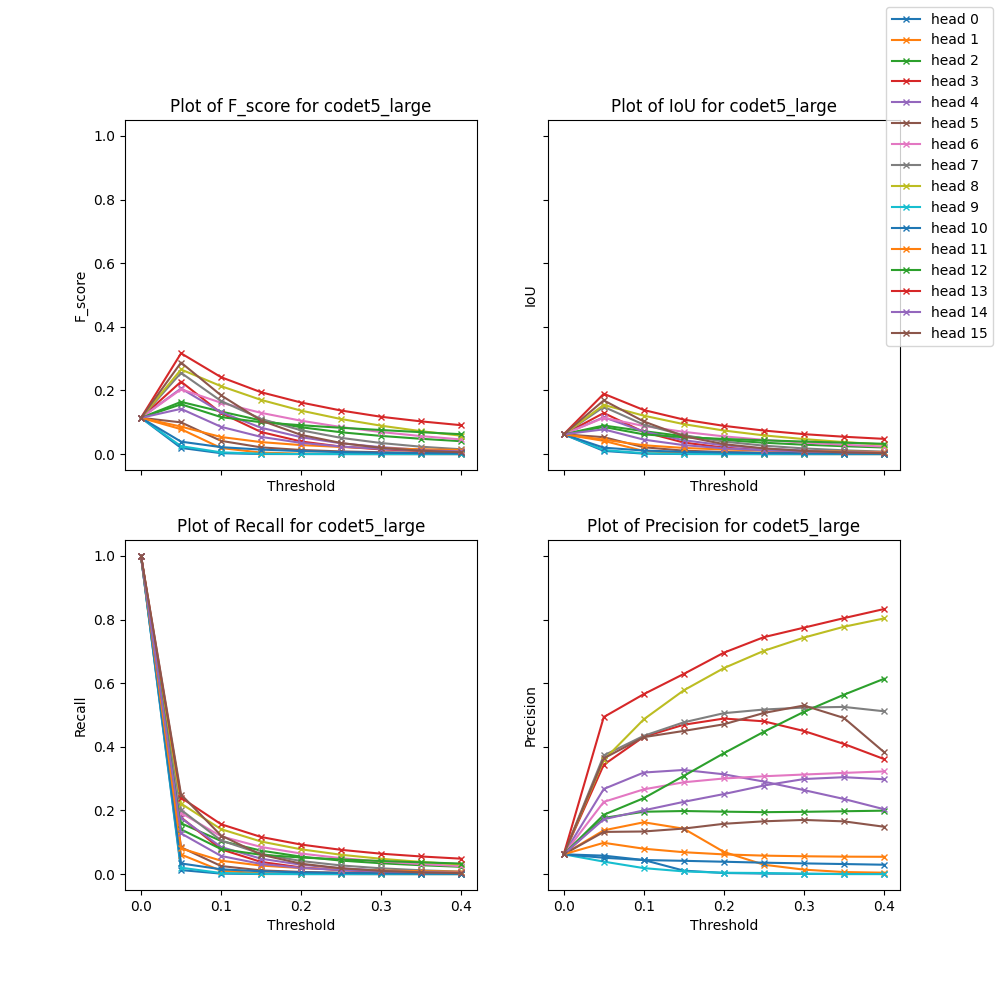 head 0
head 1
head 2
head 3
head 4
head 5
head 6
head 7
head 8
head 9
head 10
head 11
head 12
head 13
head 14
head 15
Plot of F_score for codet5_large
1.0
0.8
0.6
0.4
0.2
0.0
F_score
Threshold
Plot of IoU for codet5_large
IoU
Threshold
Plot of Recall for codet5_large
1.0
0.8
0.6
0.4
0.2
0.0
Recall
0.0 0.1 0.2 0.3 0.4
Threshold
Plot of Precision for codet5_large
Precision
0.0 0.1 0.2 0.3 0.4
Threshold